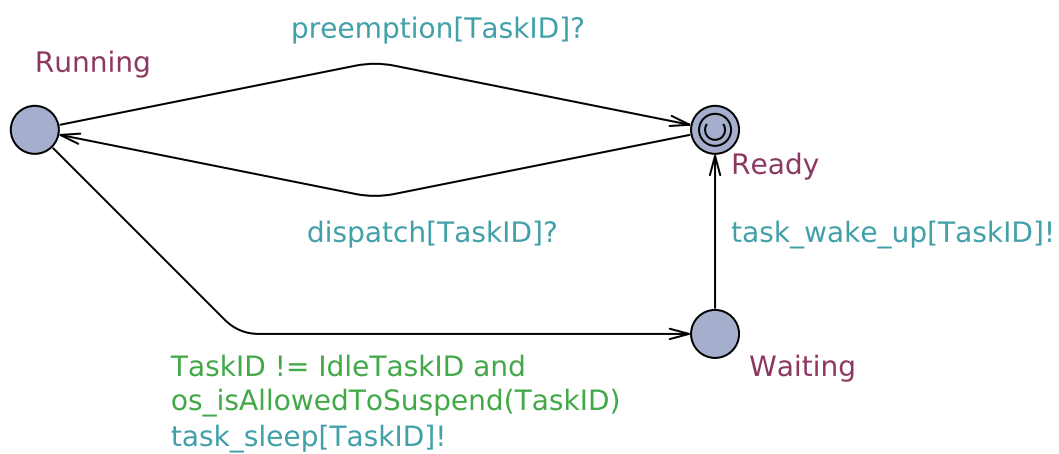 preemption[TaskID]?
Running
Ready
dispatch[TaskID]?
task_wake_up[TaskID]!
TaskID != IdleTaskID and
os_isAllowedToSuspend(TaskID)
task_sleep[TaskID]!
Waiting